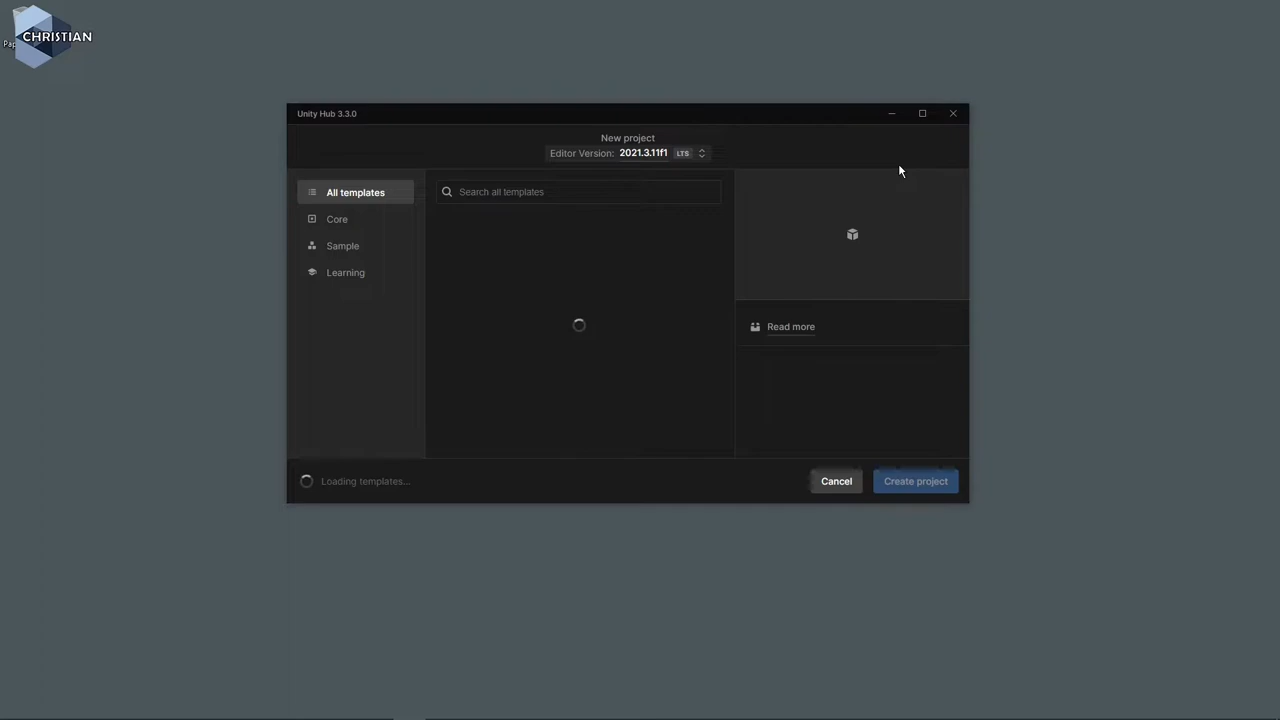 CHRISTIAN
Unity Hub 3.3.0
New project
Editor Version: 2021.3.11f1 LTS
All templates
Search all templates
Core
Sample
Learning
Read more
Loading templates...
Cancel
Create project